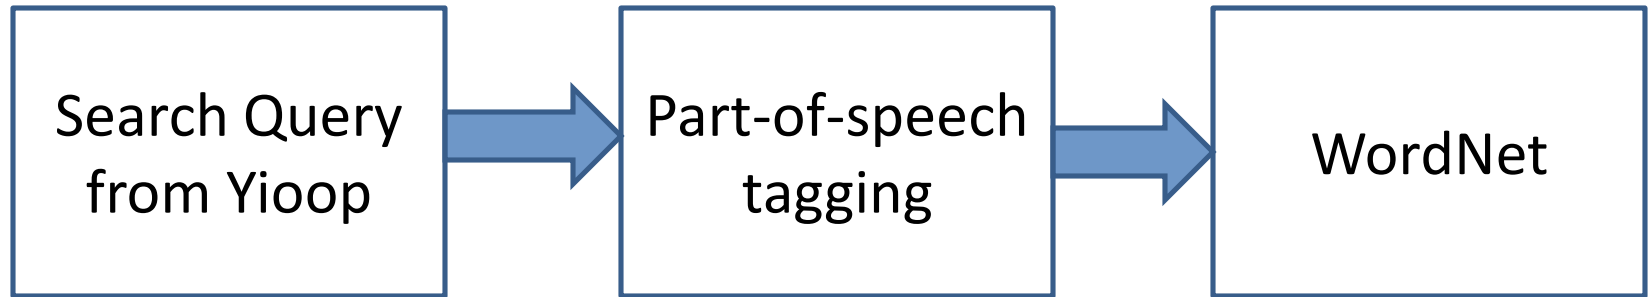 Search Query
from Yioop
Part-of-speech
tagging
WordNet